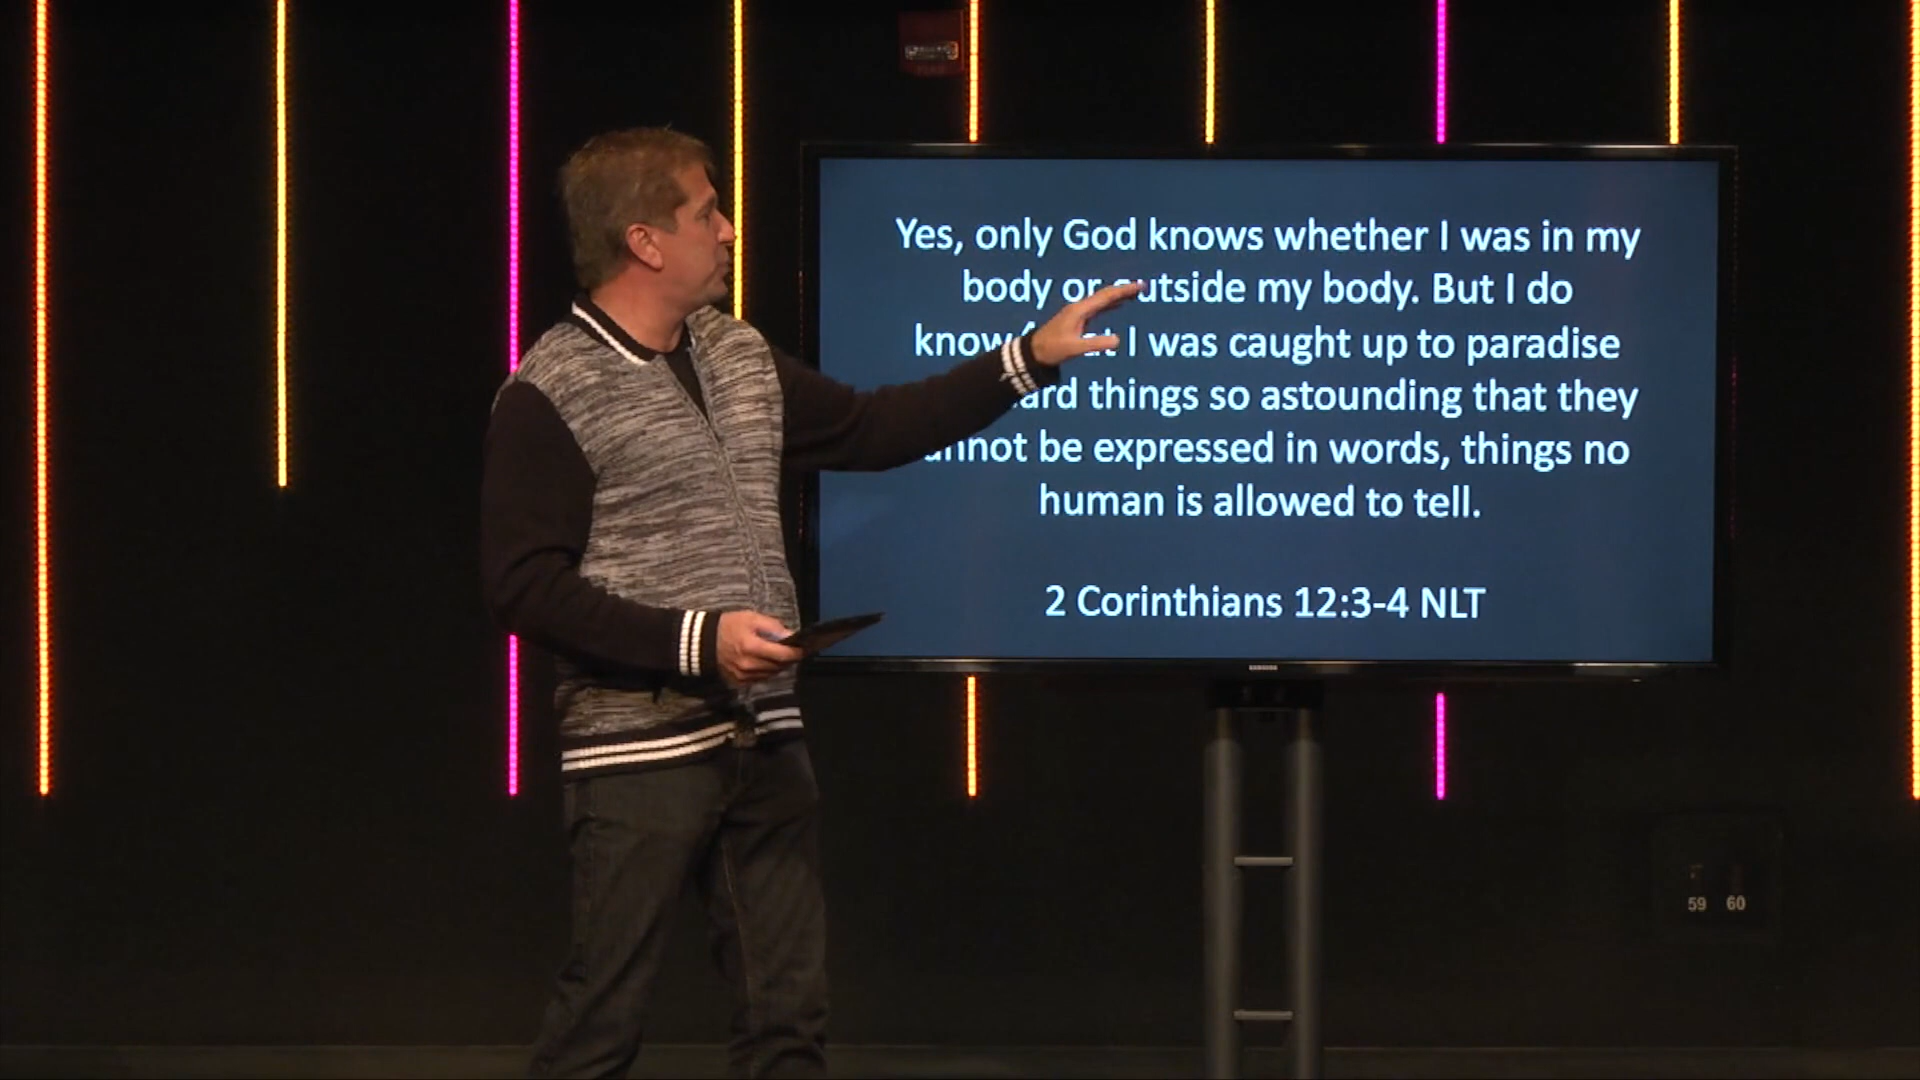 Yes, only God knows whether I was in my
body or outside my body. But I do
know I was caught up to paradise
things so astounding that they
be expressed in words, things no
human is allowed to tell.
2 Corinthians 12:3-4 NLT
SAMSUNG
59 60